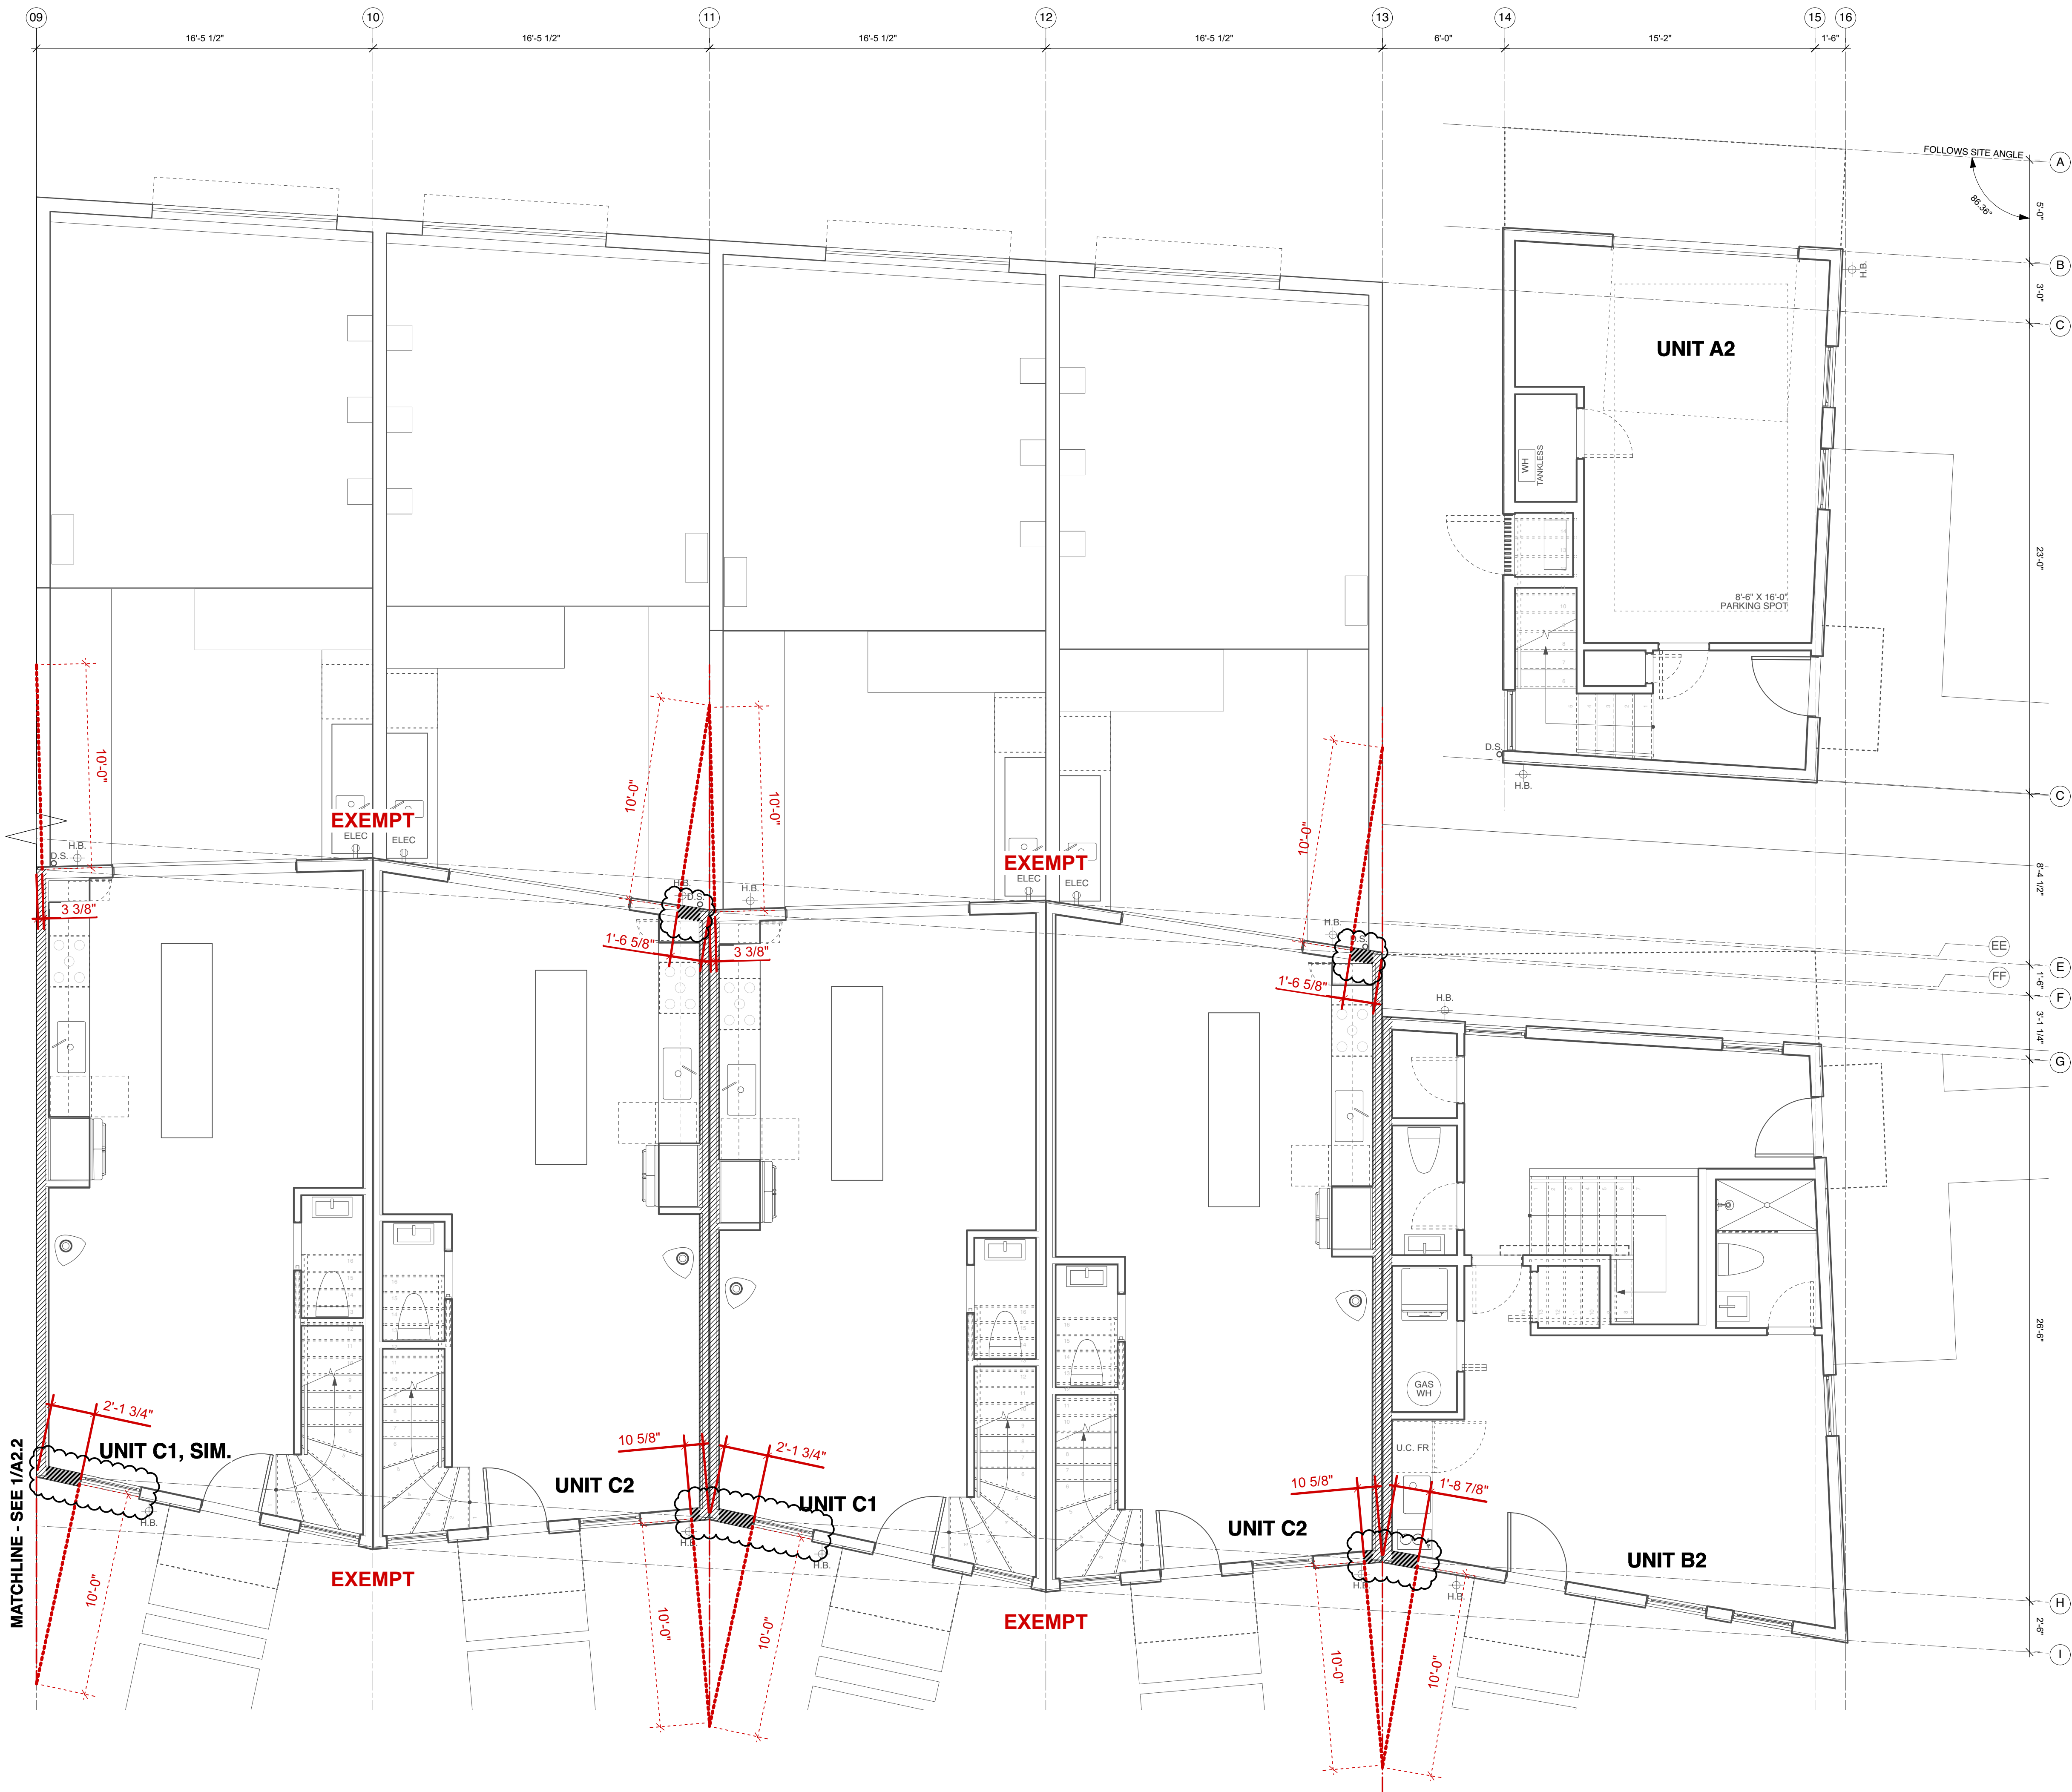 09
10
11
12
13
14
15
16
16'-5 1/2"
16'-5 1/2"
16'-5 1/2"
16'-5 1/2"
6'-0"
15'-2"
1'-6"
FOLLOWS SITE ANGLE
86.36°
A
5'-0"
B
3'-0"
C
23'-0"
C
8'-4 1/2"
EE
E
1'-6"
FF
F
3'-1 1/4"
G
26'-6"
H
2'-6"
I
H.B.
UNIT A2
WH
TANKLESS
8'-6" X 16'-0"
PARKING SPOT
D.S.
H.B.
10'-0"
10'-0"
10'-0"
10'-0"
EXEMPT
ELEC
ELEC
EXEMPT
ELEC
ELEC
D.S.
H.B.
H.B.
D.S.
H.B.
H.B.
3 3/8"
1'-6 5/8"
3 3/8"
1'-6 5/8"
H.B.
GAS
WH
U.C. FR
MATCHLINE - SEE 1/A2.2
2'-1 3/4"
UNIT C1, SIM.
10 5/8"
2'-1 3/4"
UNIT C2
UNIT C1
10 5/8"
1'-8 7/8"
UNIT C2
UNIT B2
H.B.
H.B.
H.B.
H.B.
H.B.
EXEMPT
EXEMPT
10'-0"
10'-0"
10'-0"
10'-0"
10'-0"